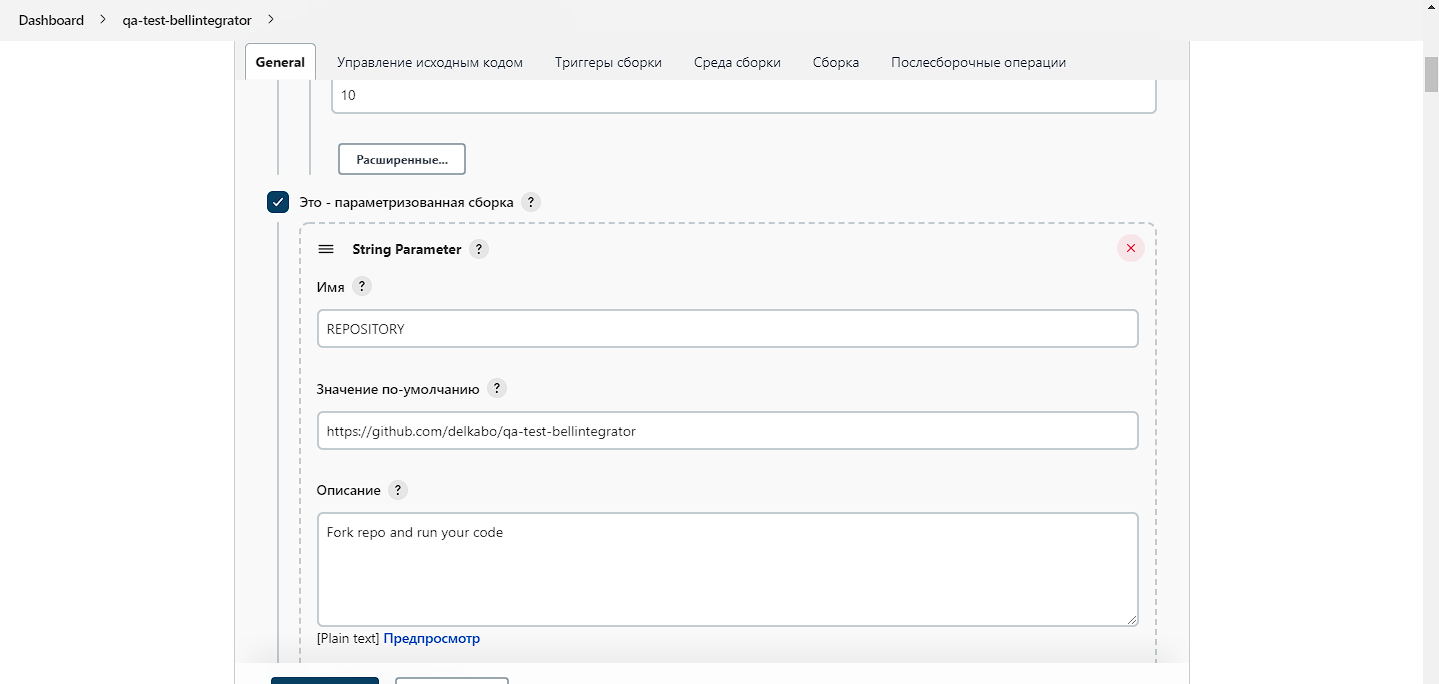 Dashboard > qa-test-bellintegrator >
General Управление исходным кодом Триггеры сборки Среда сборки Сборка Послесборочные операции
10
Расширенные...
Это - параметризованная сборка ?
String Parameter ?
Имя ?
REPOSITORY
Значение по-умолчанию ?
https://github.com/delkabo/qa-test-bellintegrator
Описание ?
Fork repo and run your code
[Plain text] Предпросмотр